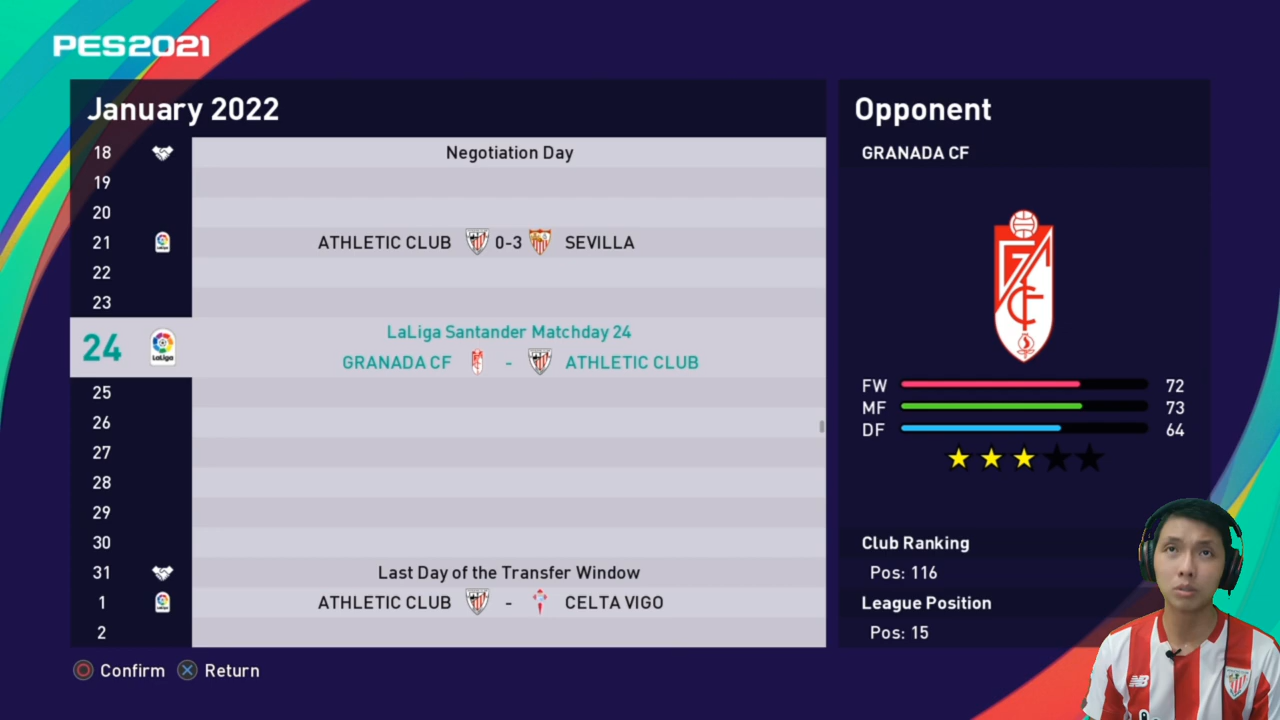 PES2021
January 2022
18 Negotiation Day
19
20
21 ATHLETIC CLUB 0-3 SEVILLA
22
23
24 LaLiga LaLiga Santander Matchday 24
GRANADA CF - ATHLETIC CLUB
25
26
27
28
29
30
31 Last Day of the Transfer Window
1 ATHLETIC CLUB - CELTA VIGO
2
Confirm Return
Opponent
GRANADA CF
FW 72
MF 73
DF 64
Club Ranking
Pos: 116
League Position
Pos: 15
NB